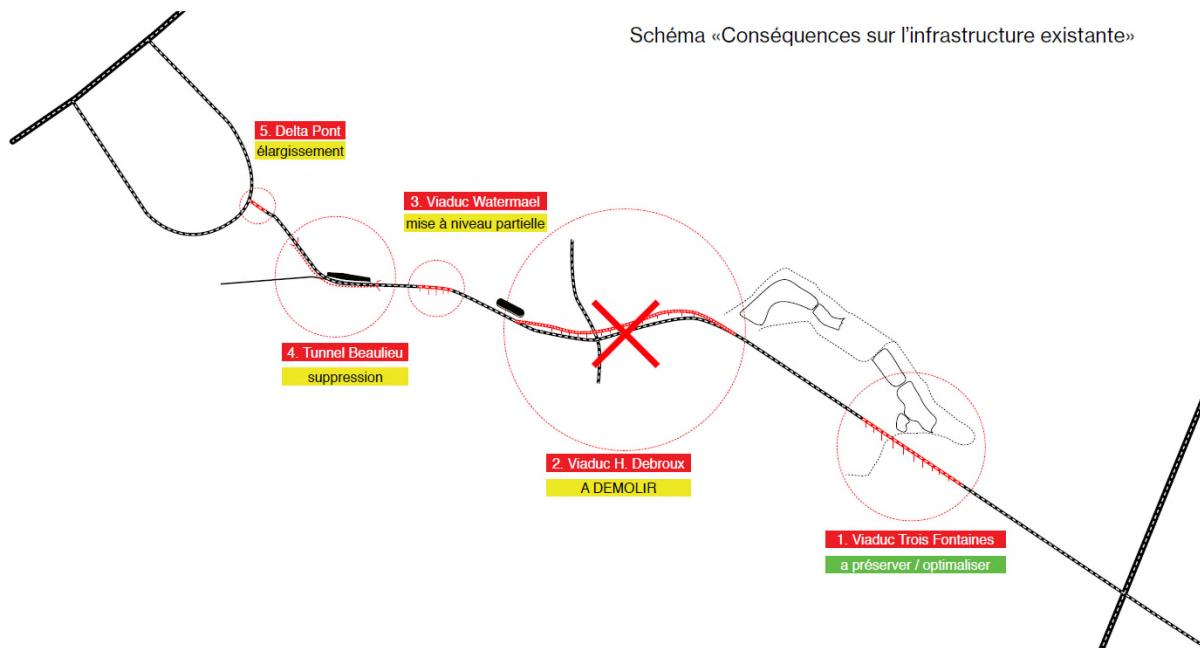 Schéma «Conséquences sur l'infrastructure existante»
5. Delta Pont
élargissement
3. Viaduc Watermael
mise à niveau partielle
4. Tunnel Beaulieu
suppression
2. Viaduc H. Debroux
A DEMOLIR
1. Viaduc Trois Fontaines
a préserver / optimaliser